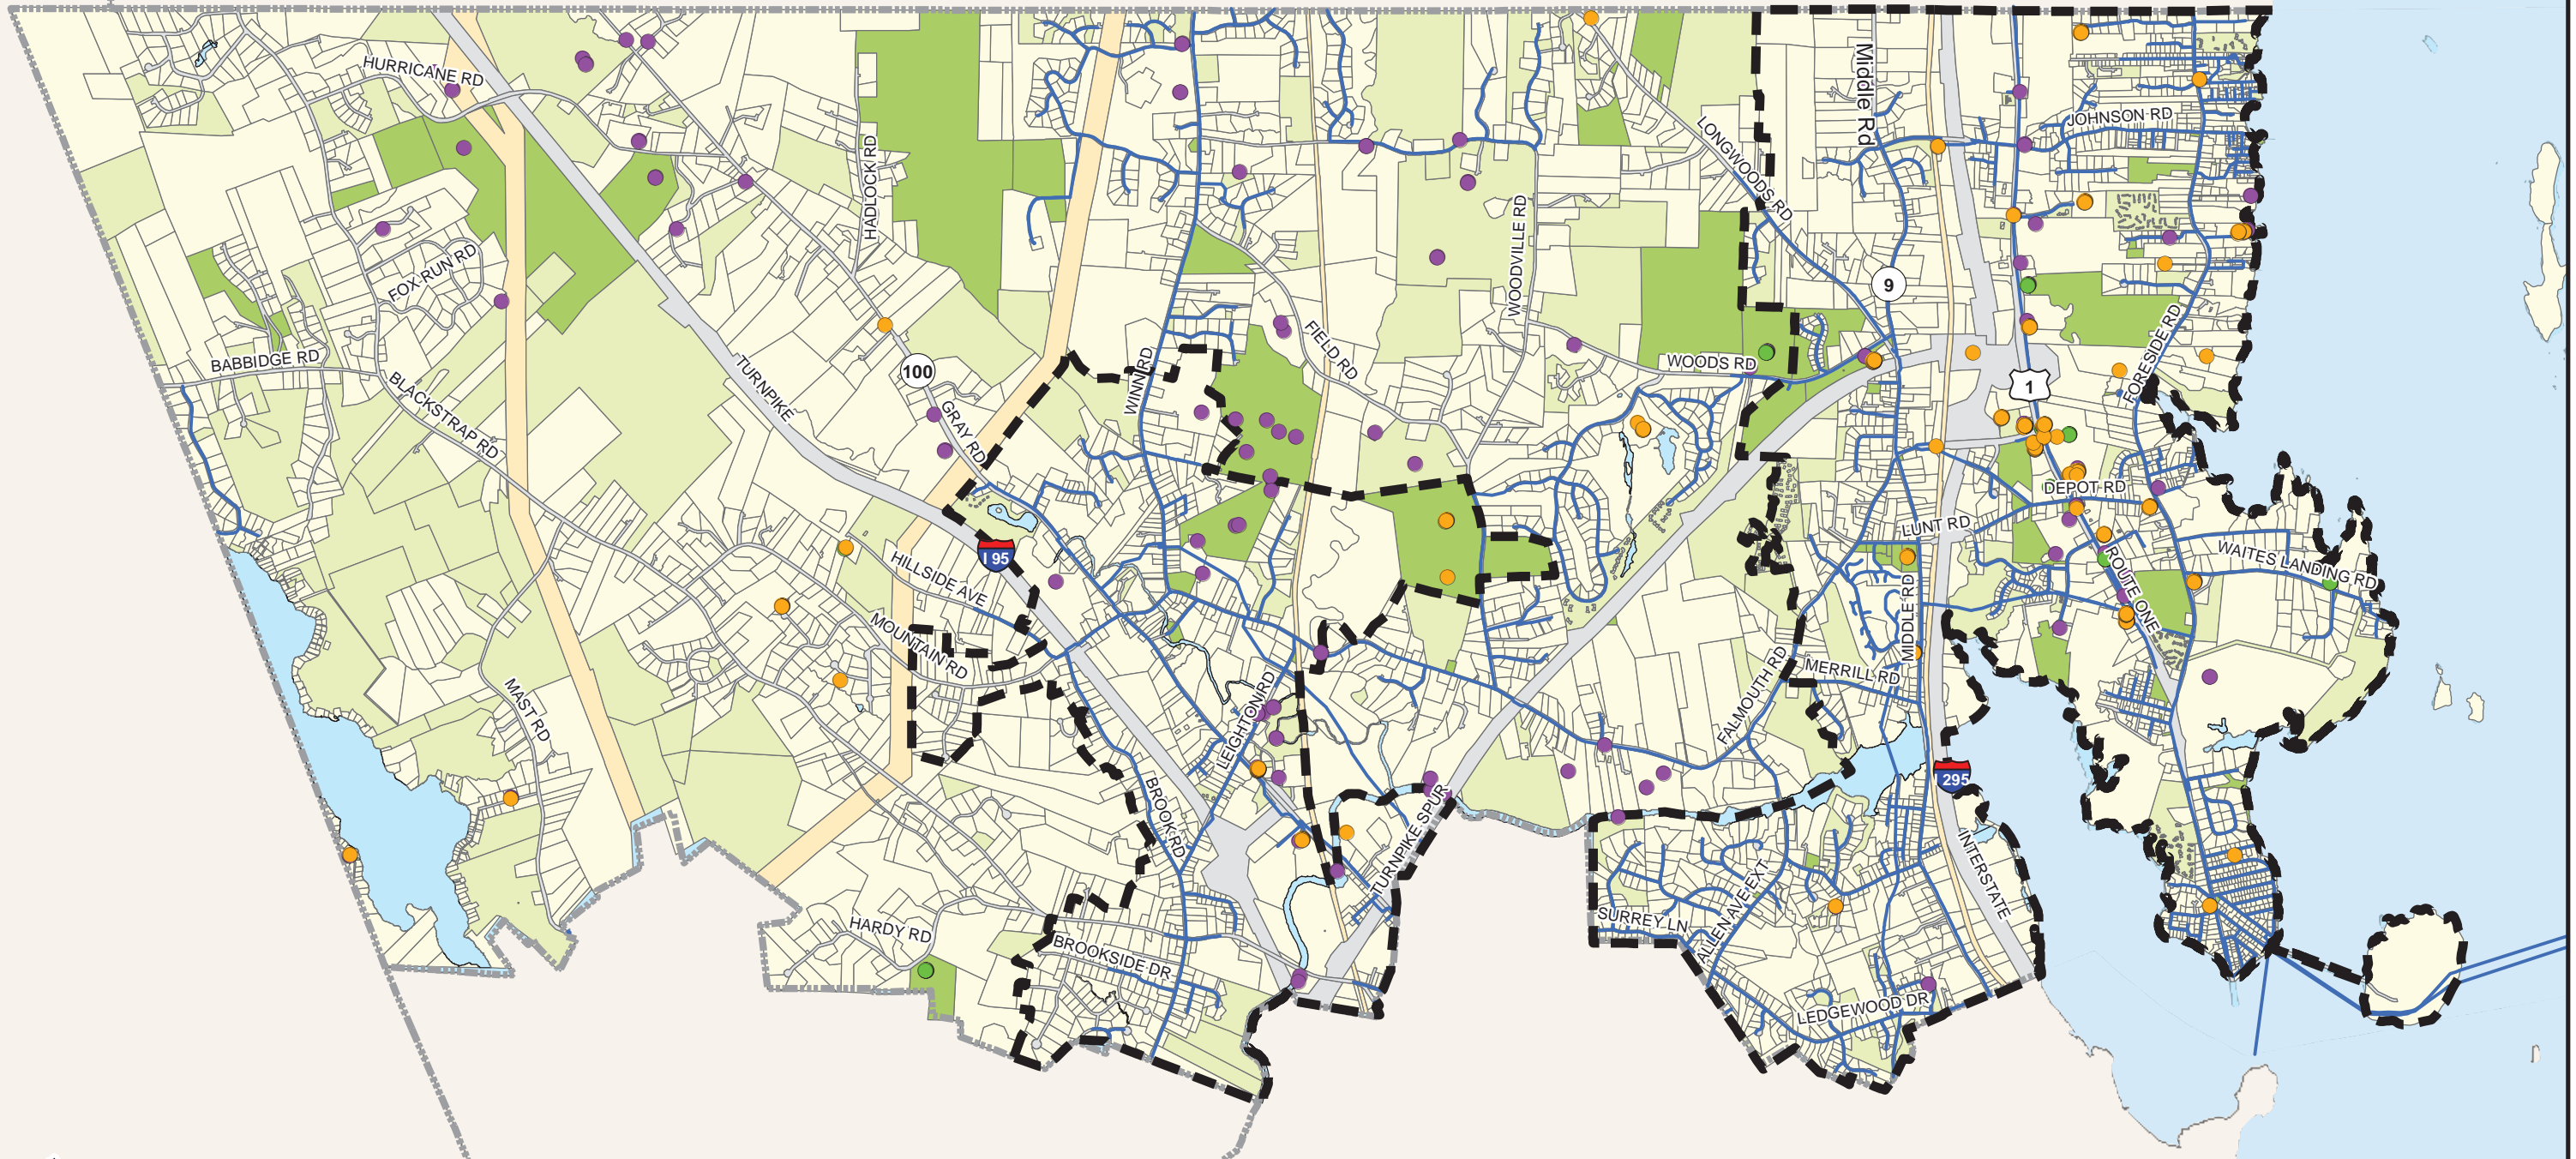 HURRICANE RD
Middle Rd
JOHNSON RD
LONGWOODS RD
HADLOCK RD
WOODVILLE RD
FOX RUN RD
9
FIELD RD
FORESIDE RD
BABBIDGE RD
WINN RD
WOODS RD
TURNPIKE
100
1
BLACKSTRAP RD
GRAY RD
DEPOT RD
LUNT RD
I 95
HILLSIDE AVE
WAITES LANDING RD
ROUTE ONE
MIDDLE RD
MOUNTAIN RD
MERRILL RD
MAST RD
LEIGHTON RD
FALMOUTH RD
295
BROOK RD
TURNPIKE SPUR
INTERSTATE
ALLEN AVE EXT
SURREY LN
HARDY RD
BROOKSIDE DR
LEDGEWOOD DR